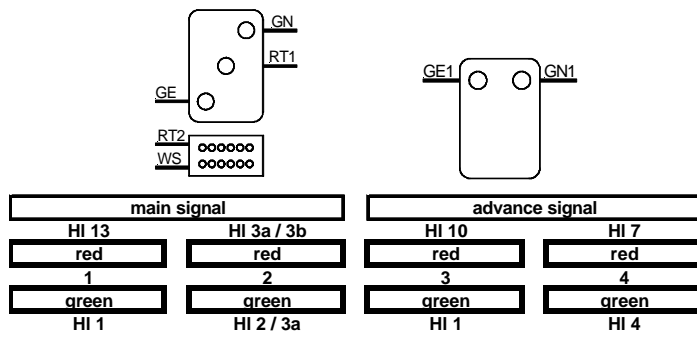 GN
RT1
GE
RT2
WS
GE1 GN1
main signal advance signal
HI 13 HI 3a / 3b HI 10 HI 7
red red red red
1 2 3 4
green green green green
HI 1 HI 2 / 3a HI 1 HI 4